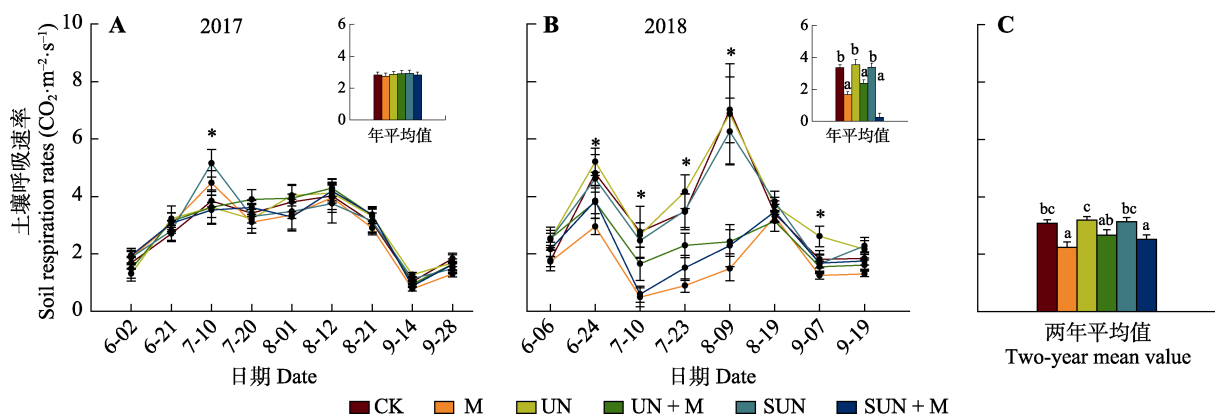 土壤呼吸速率
Soil respiration rates (CO₂·m⁻²·s⁻¹)
10
8
6
4
2
0
A
2017
6
4
2
0
年平均值
*
6-02
6-21
7-10
7-20
8-01
8-12
8-21
9-14
9-28
日期 Date
B
2018
6
4
2
0
b
a
b
a
b
a
年平均值
*
*
*
*
*
6-06
6-24
7-10
7-23
8-09
8-19
9-07
9-19
日期 Date
C
bc
a
c
ab
bc
a
两年平均值
Two-year mean value
CK M UN UN + M SUN SUN + M